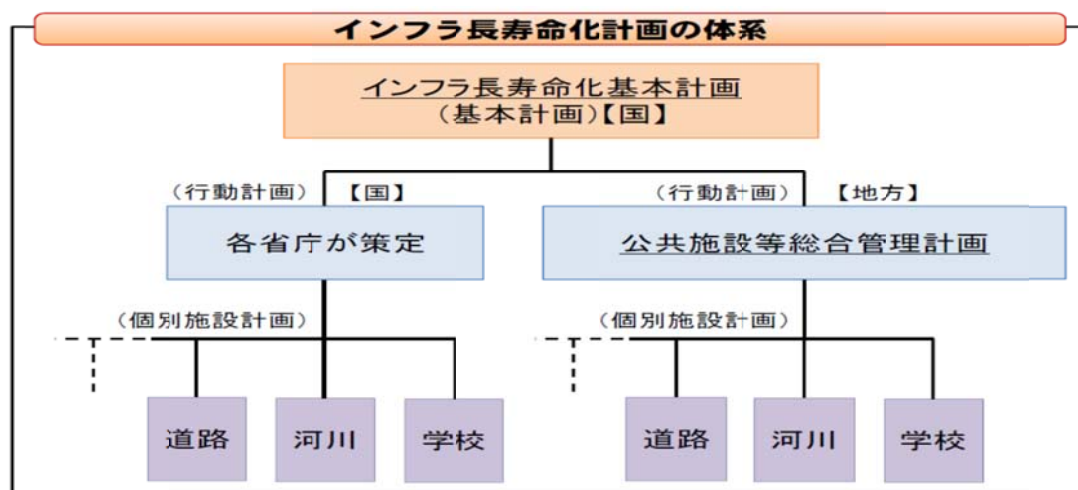 インフラ長寿命化計画の体系
インフラ長寿命化基本計画
(基本計画)【国】
(行動計画) 【国】
各省庁が策定
(行動計画) 【地方】
公共施設等総合管理計画
(個別施設計画)
道路 河川 学校
(個別施設計画)
道路 河川 学校